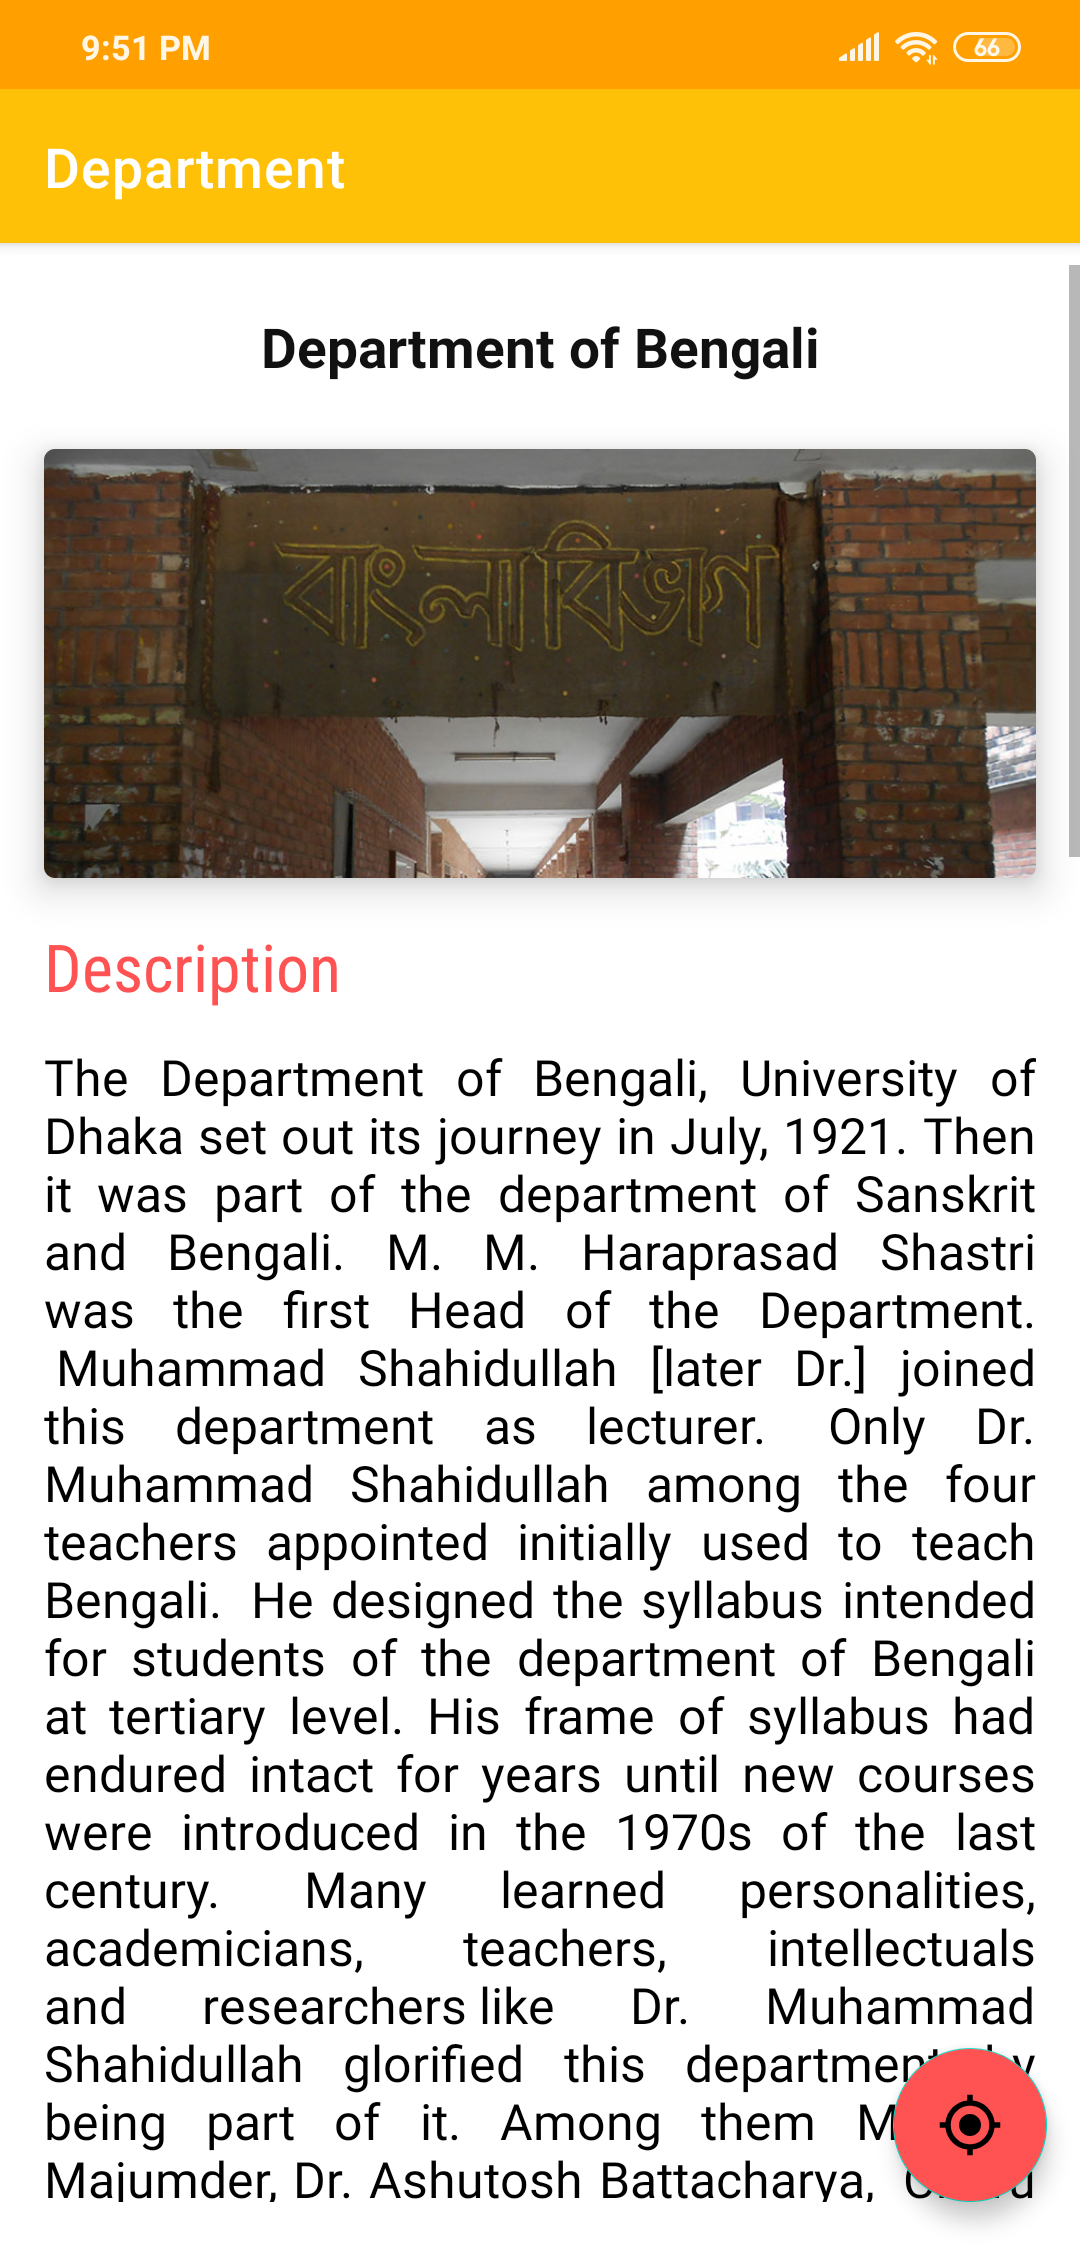 9:51 PM
66
Department
Department of Bengali
বাংলা বিভাগ
Description
The Department of Bengali, University of
Dhaka set out its journey in July, 1921. Then
it was part of the department of Sanskrit
and Bengali. M. M. Haraprasad Shastri
was the first Head of the Department.
Muhammad Shahidullah [later Dr.] joined
this department as lecturer. Only Dr.
Muhammad Shahidullah among the four
teachers appointed initially used to teach
Bengali. He designed the syllabus intended
for students of the department of Bengali
at tertiary level. His frame of syllabus had
endured intact for years until new courses
were introduced in the 1970s of the last
century. Many learned personalities,
academicians, teachers, intellectuals
and researchers like Dr. Muhammad
Shahidullah glorified this department by
being part of it. Among them
Majumder, Dr. Ashutosh Battacharya,